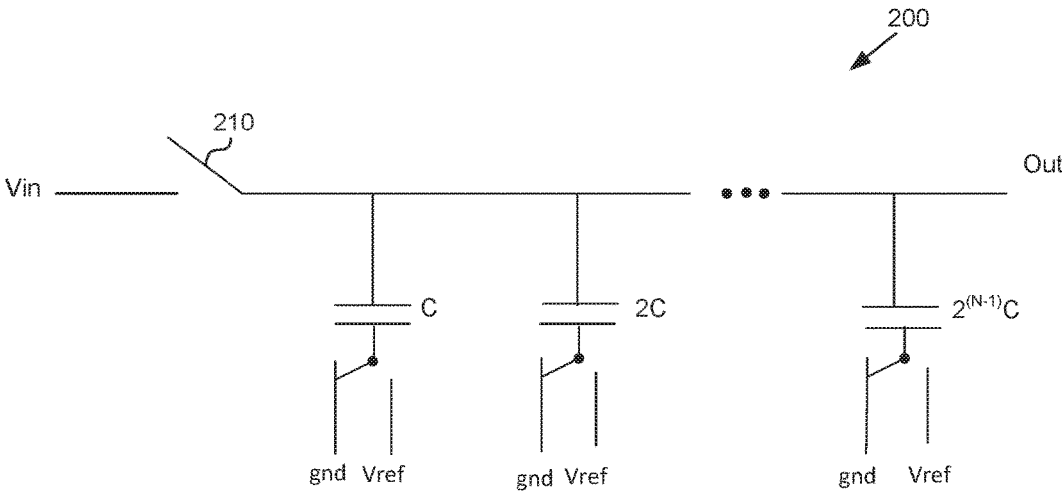 200
210
Vin
Out
C
2C
2^(N-1)C
gnd Vref
gnd Vref
gnd Vref